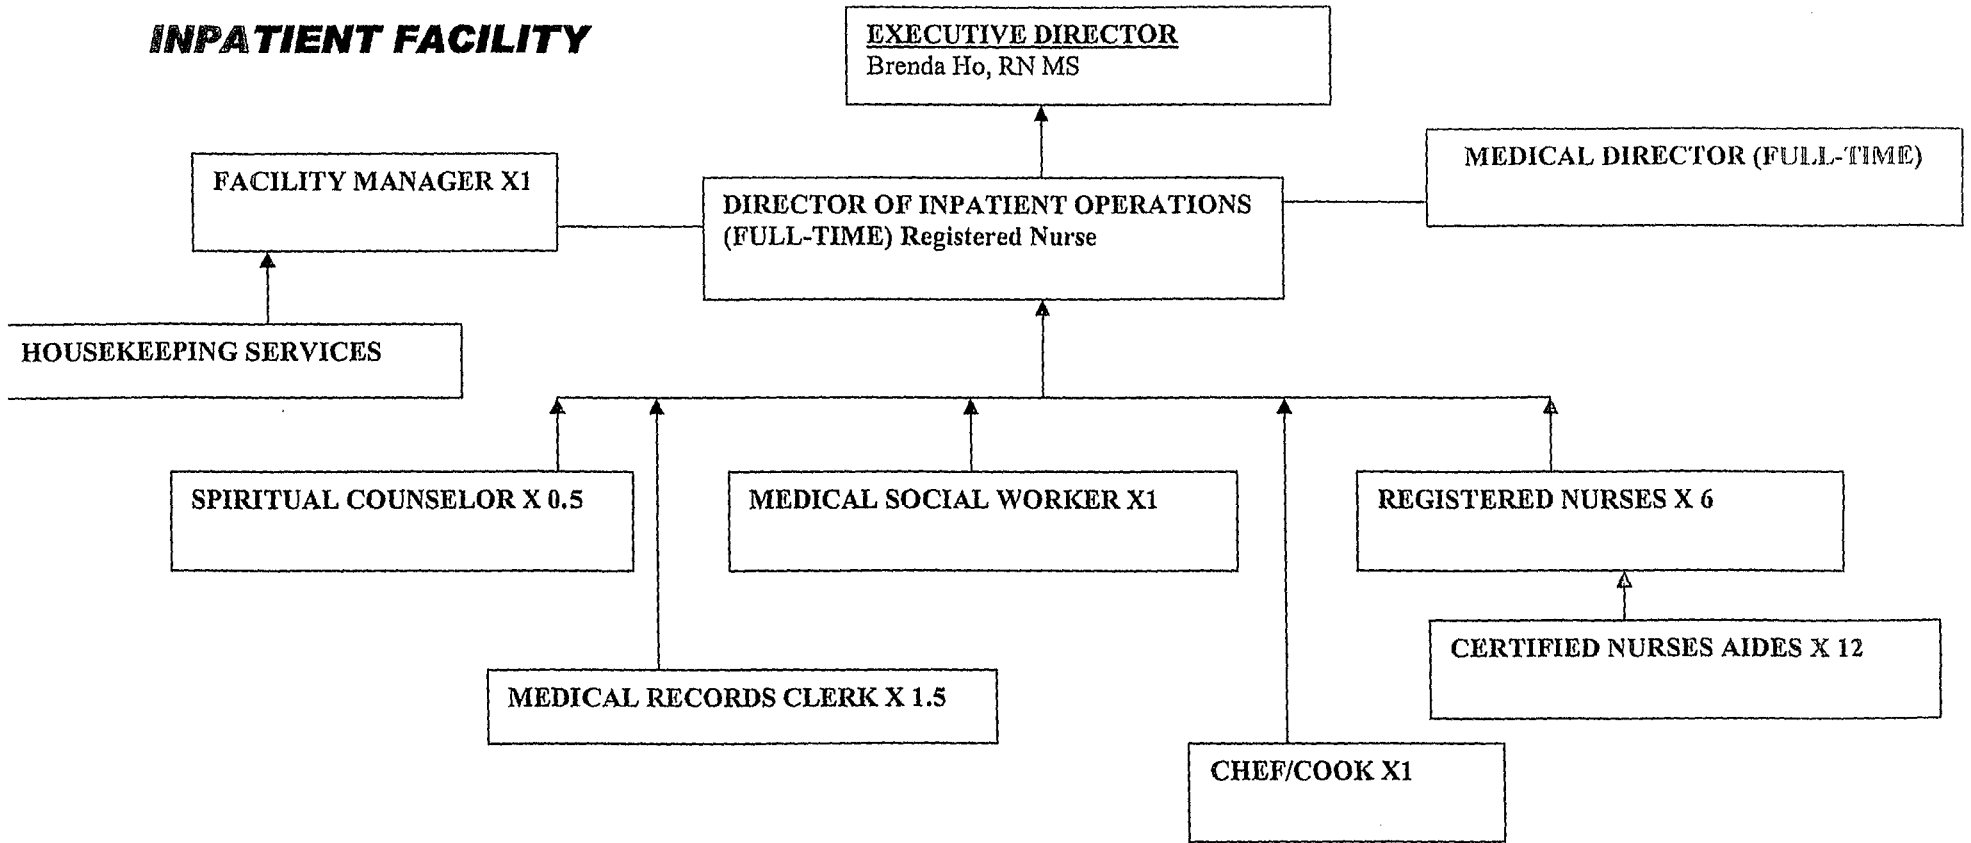 INPATIENT FACILITY
EXECUTIVE DIRECTOR
Brenda Ho, RN MS
MEDICAL DIRECTOR (FULL-TIME)
FACILITY MANAGER X1
DIRECTOR OF INPATIENT OPERATIONS
(FULL-TIME) Registered Nurse
HOUSEKEEPING SERVICES
SPIRITUAL COUNSELOR X 0.5
MEDICAL SOCIAL WORKER X1
REGISTERED NURSES X 6
CERTIFIED NURSES AIDES X 12
MEDICAL RECORDS CLERK X 1.5
CHEF/COOK X1